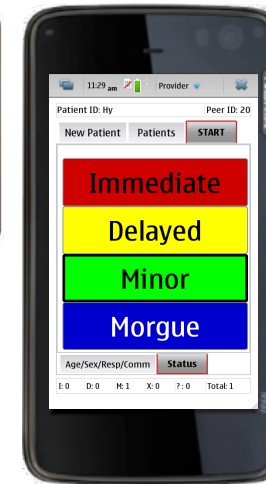 11:29 am Provider
Patient ID: Hy Peer ID: 20
New Patient Patients START
Immediate
Delayed
Minor
Morgue
Age/Sex/Resp/Comm Status
I: 0 D: 0 M: 1 X: 0 ? : 0 Total: 1